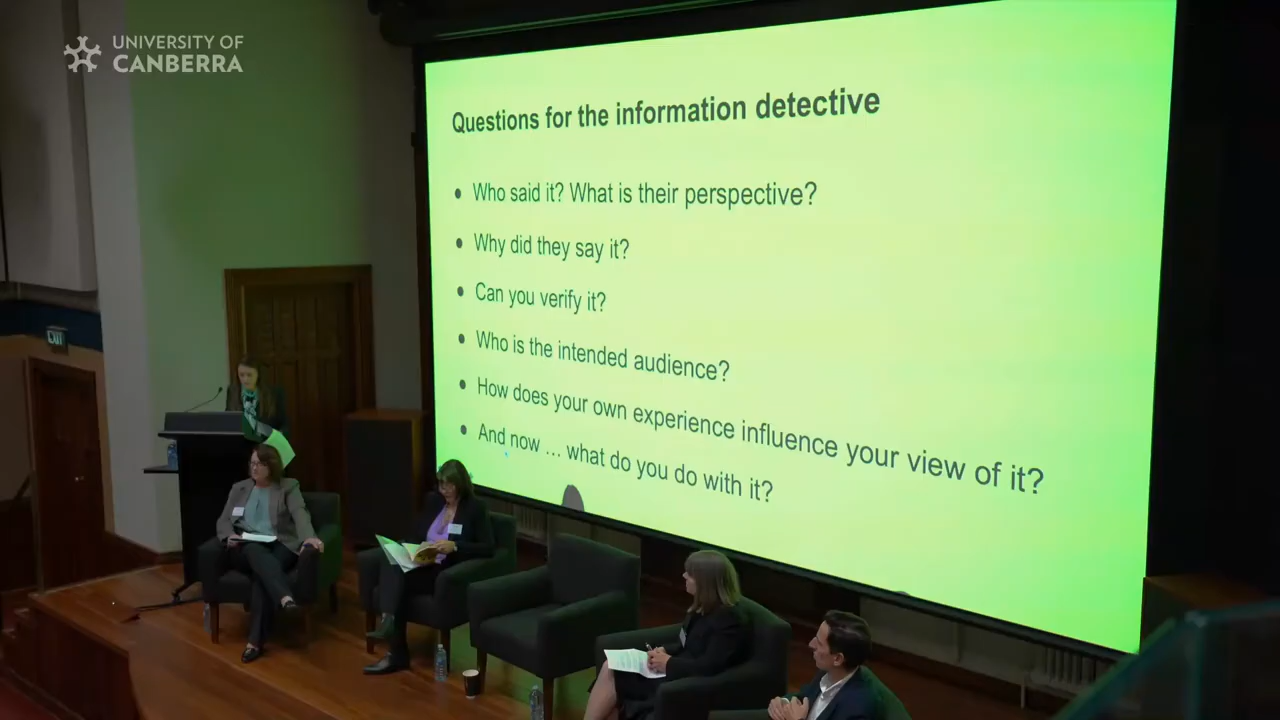 UNIVERSITY OF
CANBERRA
Questions for the information detective
• Who said it? What is their perspective?
• Why did they say it?
• Can you verify it?
• Who is the intended audience?
• How does your own experience influence your view of it?
• And now … what do you do with it?
EXIT